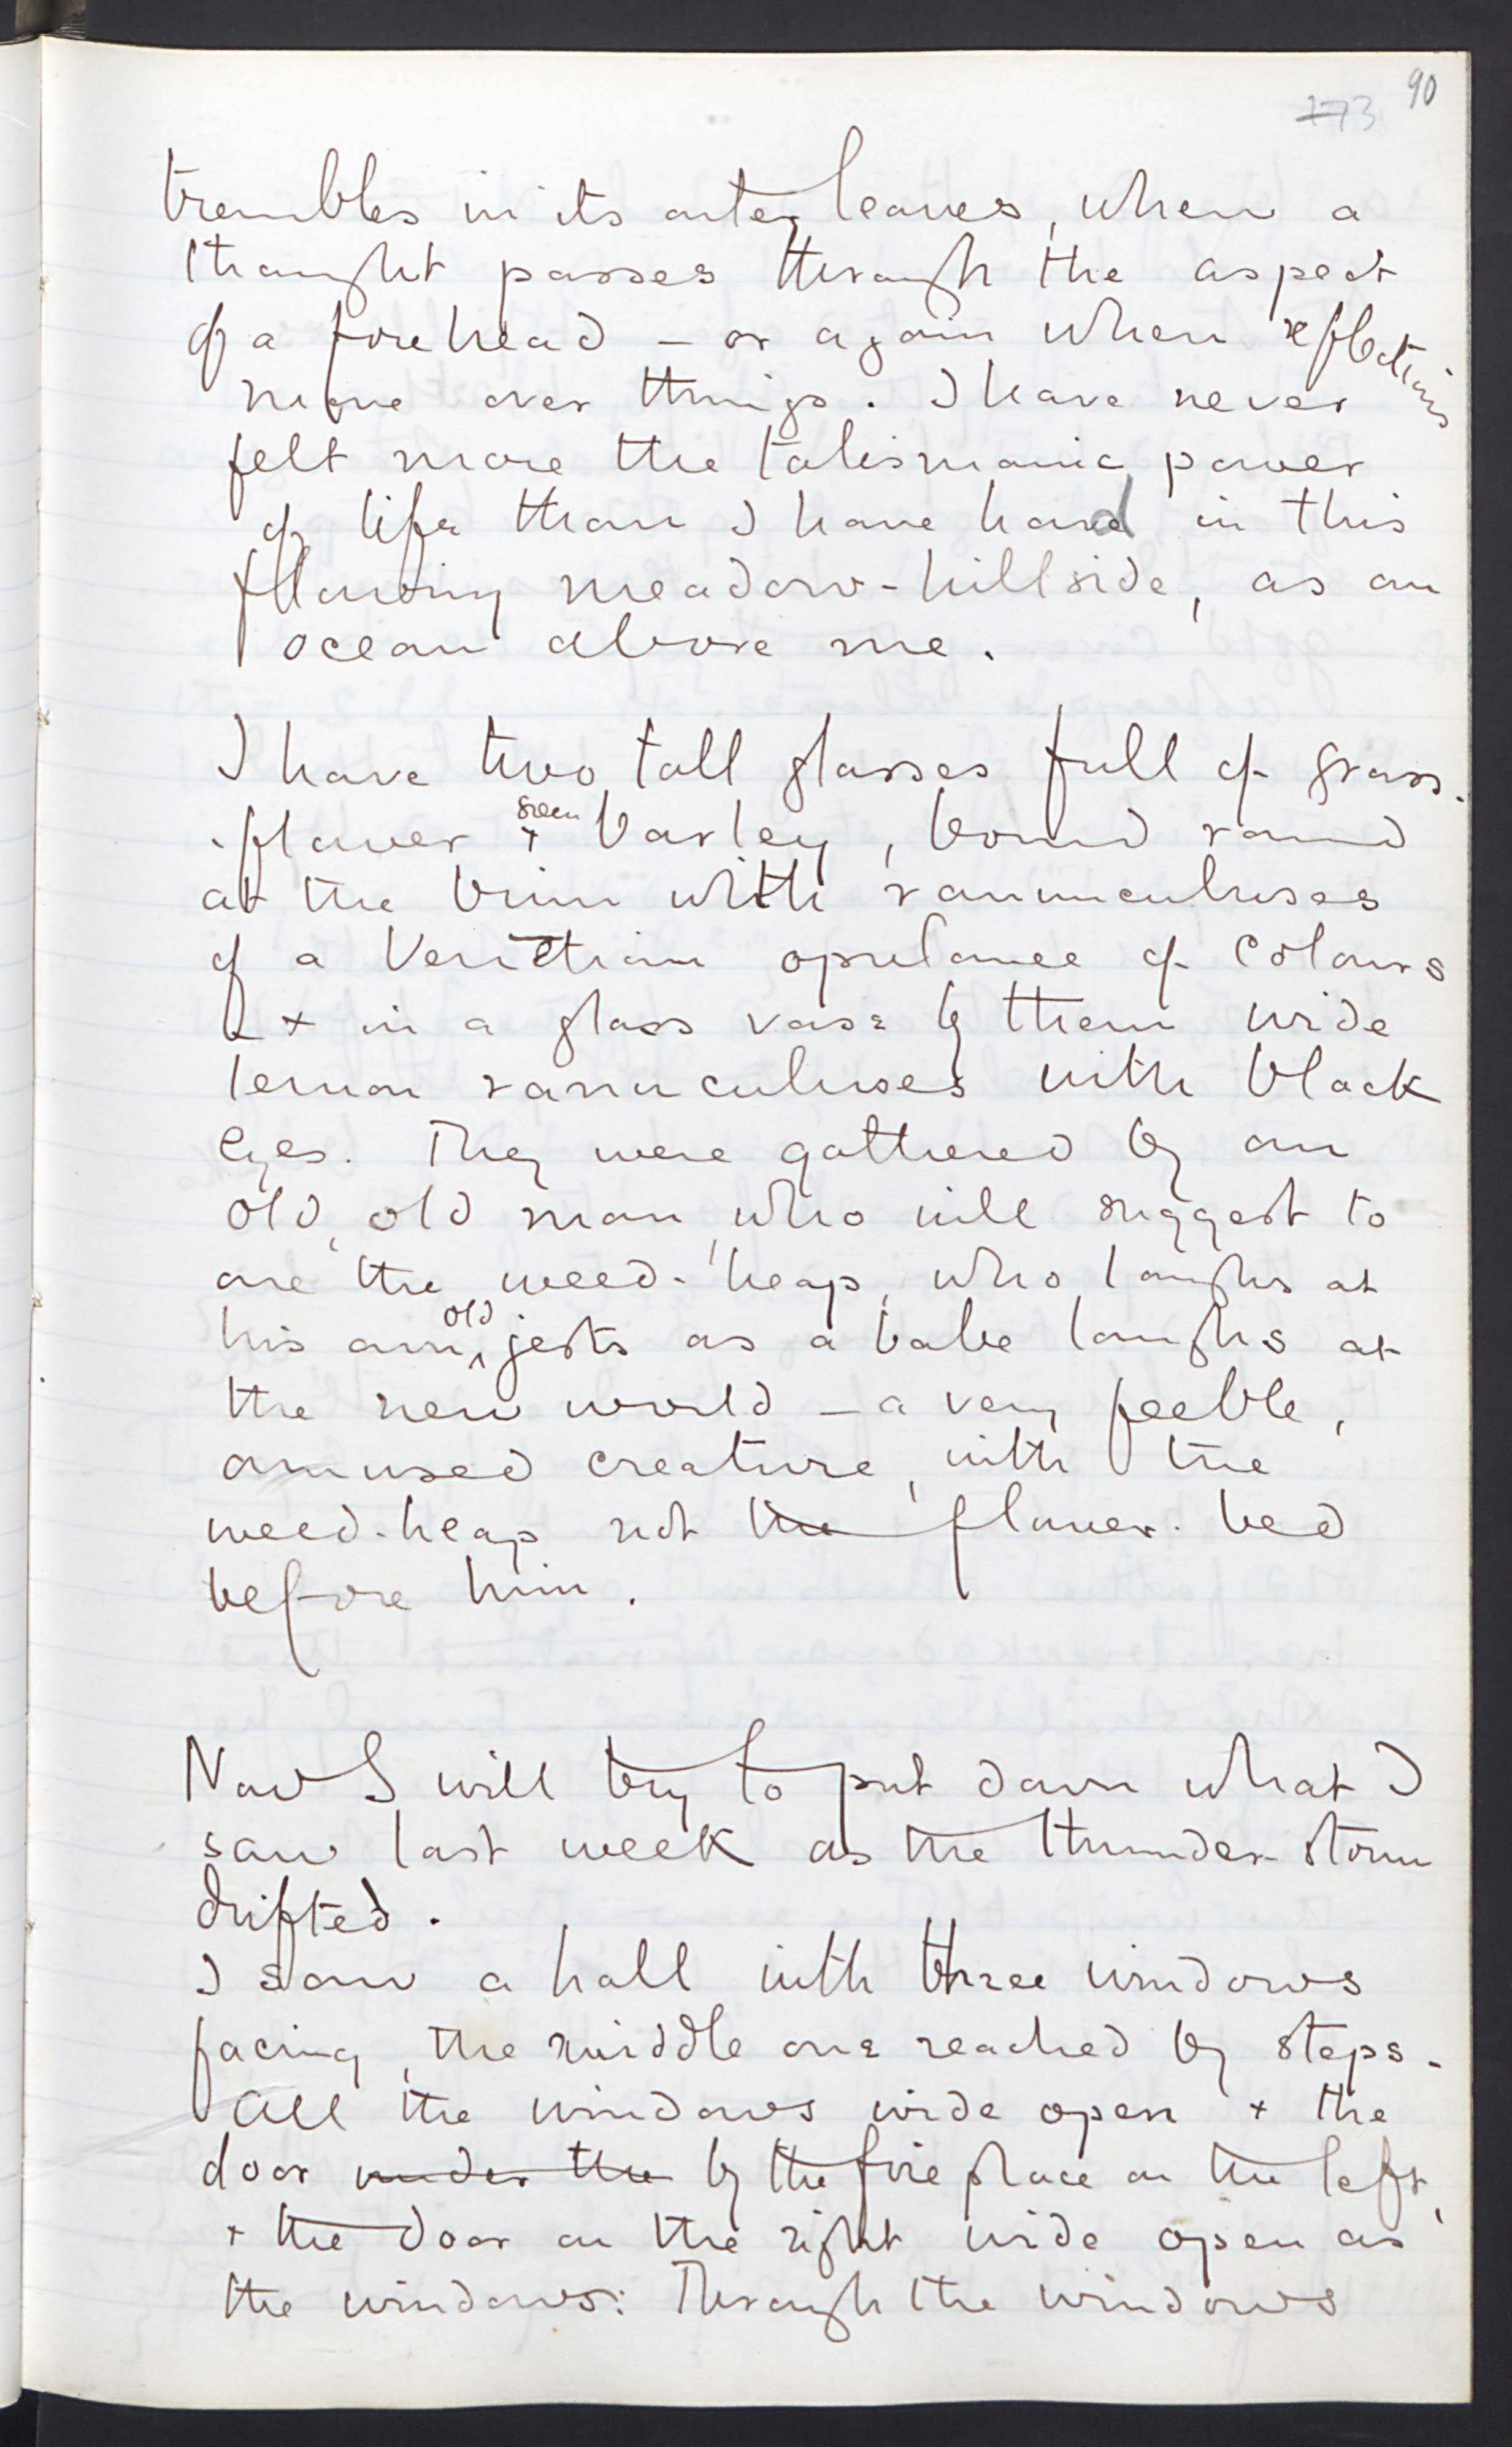 90
173
trembles in its outer leaves, when a
thought passes through the aspect
of a forehead – or again when reflections
move over things. I have never
felt more the talismanic power
of life than I have had in this
flowing meadow-hillside, as an
ocean above me.
I have two tall glasses full of grass-
-flower + green barley, bound round
at the brim with rannunculuses
of a Venetian opulence of colours
+ in a glass vase by them wide
lemon rannculuses with black
eyes. They were gathered by an
old, old man, who will suggest to
one the weed-heap, who laughs at
his own old jests as a babe laughs at
the new world – a very feeble,
amused creature, with the
weed-heap not the flower-bed
before him.
Now I will try to put down what I
saw last week as the thunder-storm
drifted.
I saw a hall with three windows
facing, the middle one reached by steps.
All the windows wide open + the
door under the by the fireplace on the left,
+ the door on the right wide open as
the windows: Through the windows